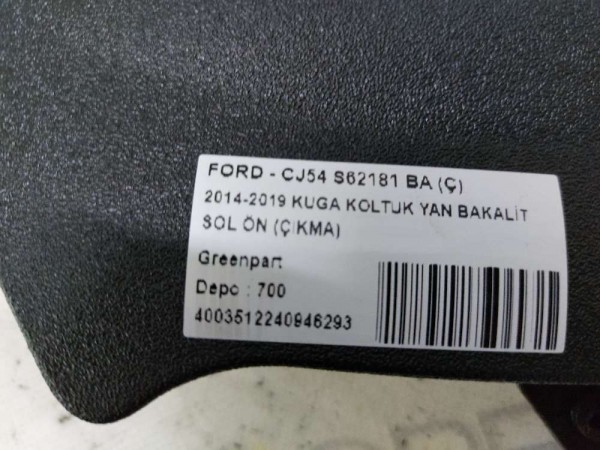 FORD - CJ54 S62181 BA (Ç)
2014-2019 KUGA KOLTUK YAN BAKALİT
SOL ÖN (ÇIKMA)
Greenpart
Depo : 700
4003512240946293